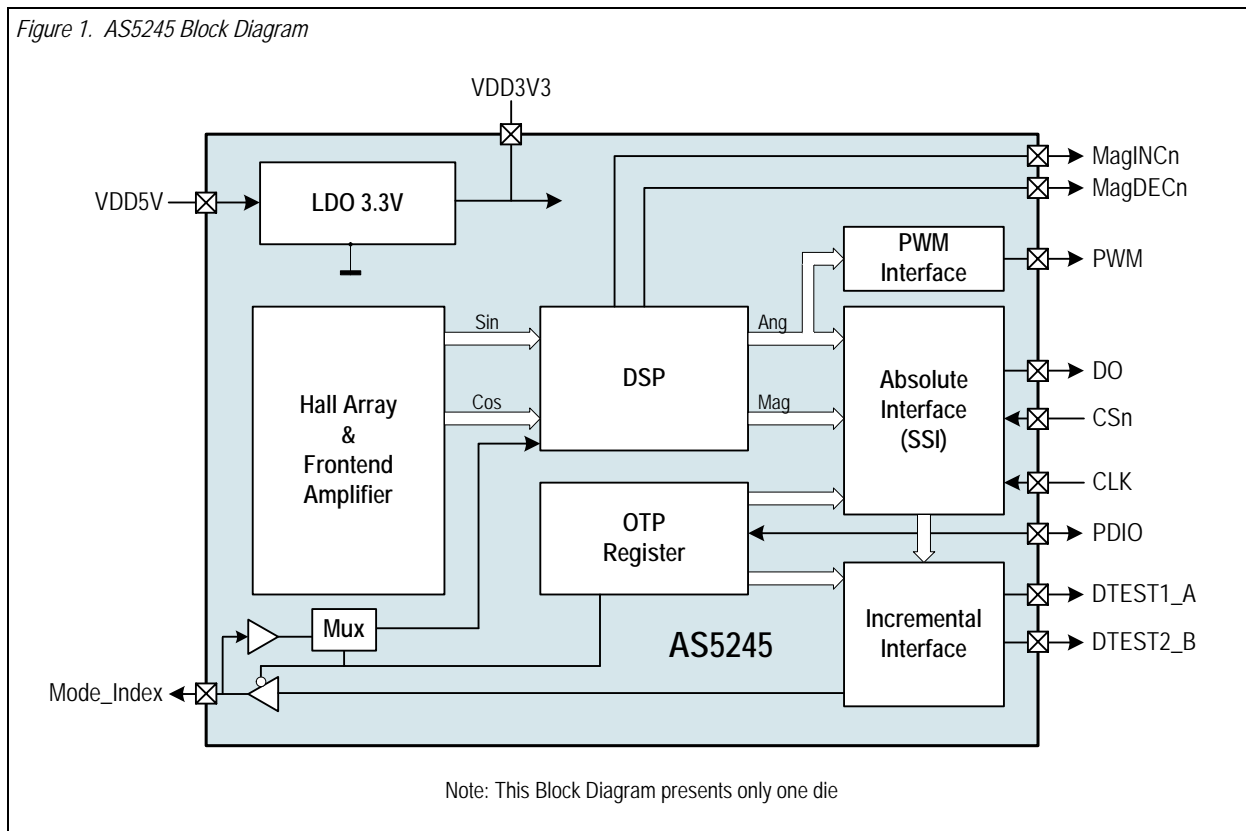 Figure 1. AS5245 Block Diagram
VDD3V3
VDD5V
LDO 3.3V
MagINCn
MagDECn
PWM
Interface
PWM
Hall Array
&
Frontend
Amplifier
Sin
Cos
DSP
Ang
Mag
Absolute
Interface
(SSI)
DO
CSn
CLK
OTP
Register
PDIO
Incremental
Interface
DTEST1_A
DTEST2_B
Mux
AS5245
Mode_Index
Note: This Block Diagram presents only one die